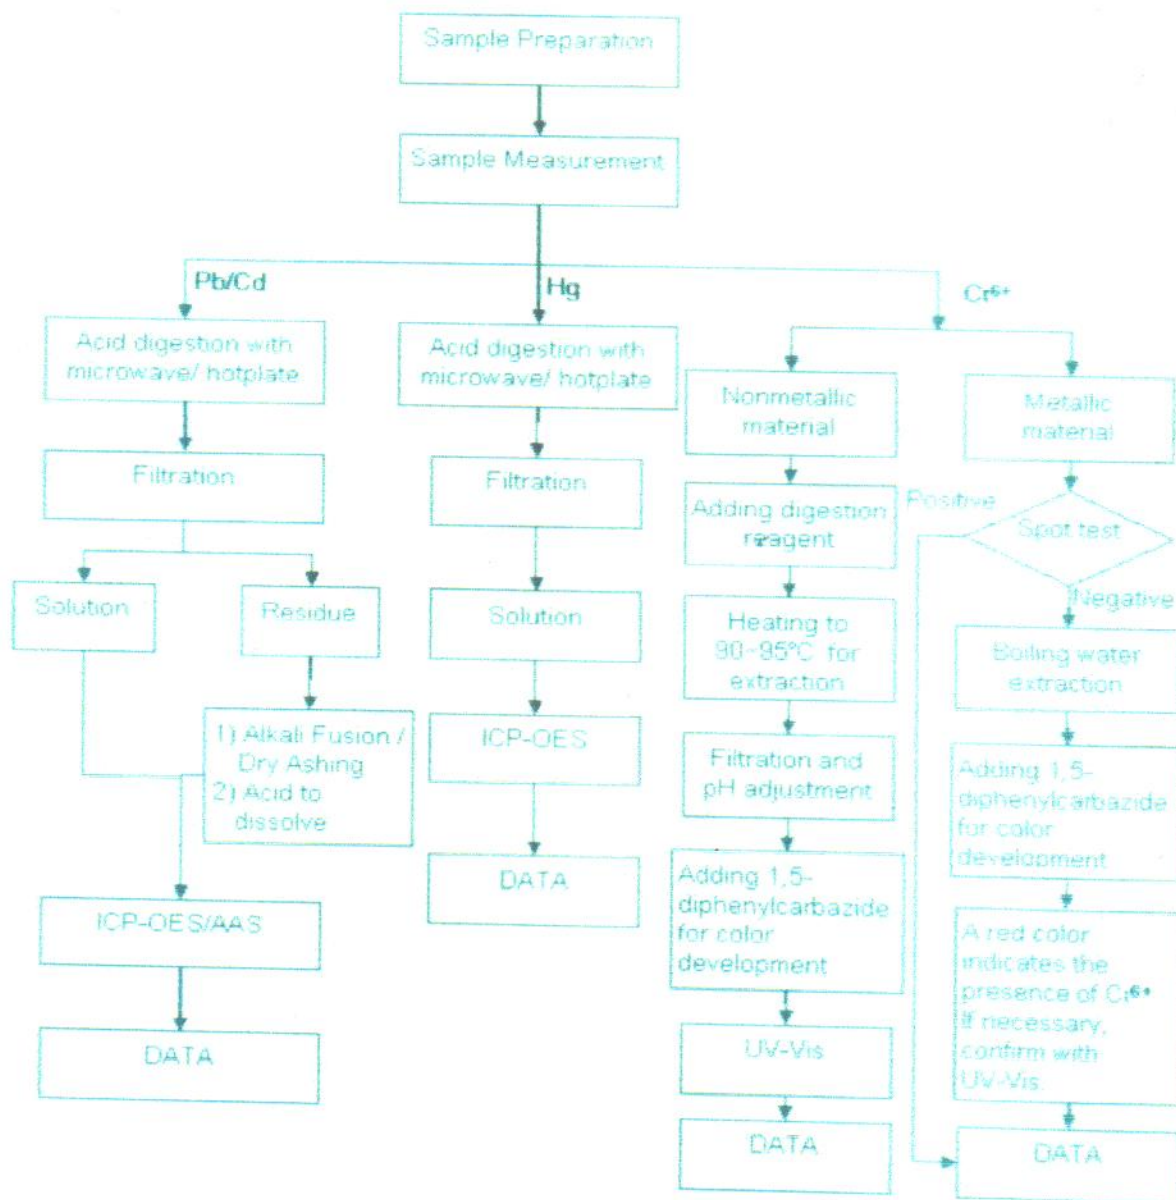 Sample Preparation
Sample Measurement
Pb/Cd
Hg
Cr⁶⁺
Acid digestion with
microwave/ hotplate
Filtration
Solution
Residue
1) Alkali Fusion /
Dry Ashing
2) Acid to
dissolve
ICP-OES/AAS
DATA
Acid digestion with
microwave/ hotplate
Filtration
Solution
ICP-OES
DATA
Nonmetallic
material
Adding digestion
reagent
Heating to
90~95°C for
extraction
Filtration and
pH adjustment
Adding 1,5-
diphenylcarbazide
for color
development
UV-Vis
DATA
Metallic
material
Positive
Spot test
Negative
Boiling water
extraction
Adding 1,5-
diphenylcarbazide
for color
development
A red color
indicates the
presence of Cr⁶⁺
If necessary,
confirm with
UV-Vis.
DATA